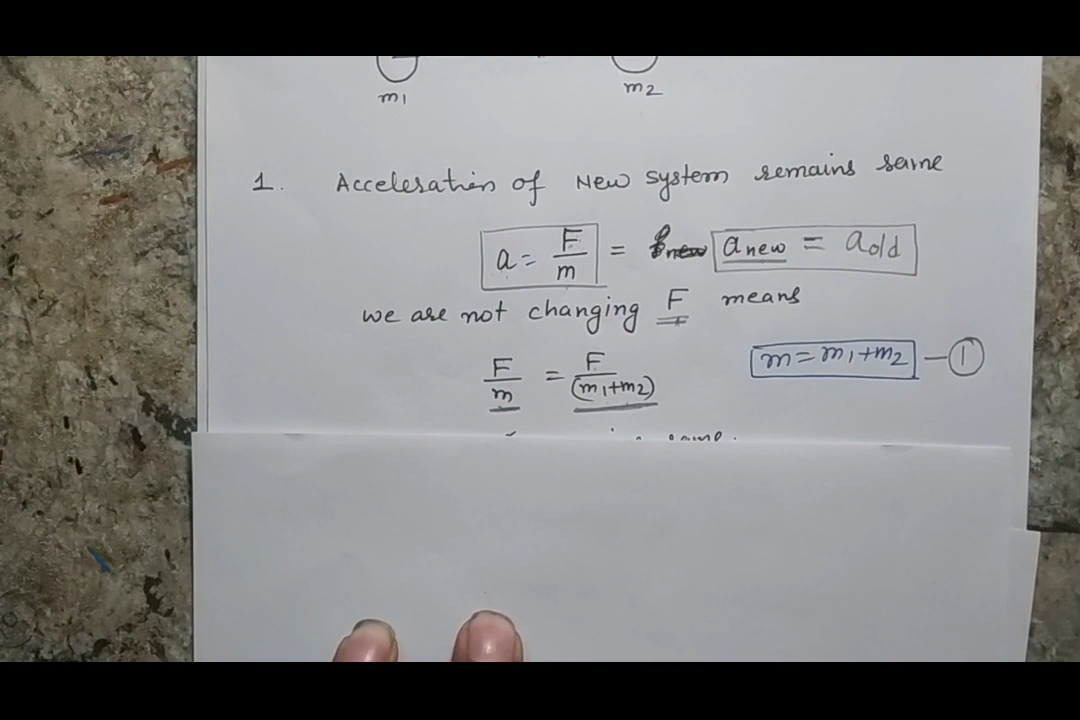 m1 m2
1. Acceleration of New system remains same
a = F/m = anew = aold
we are not changing F means
F/m = F/(m1+m2) m = m1+m2 — 1